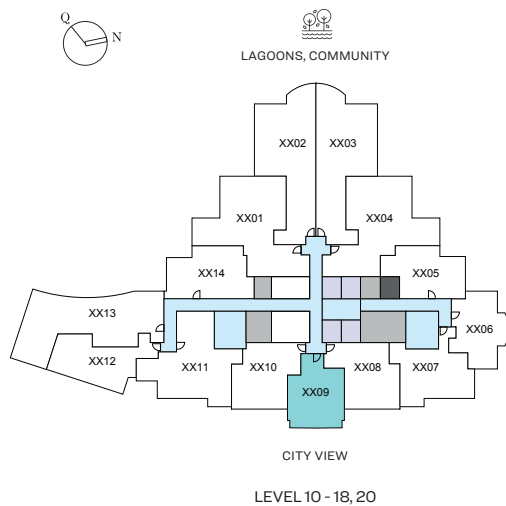 Q
N
LAGOONS, COMMUNITY
XX02
XX03
XX01
XX04
XX14
XX05
XX13
XX06
XX12
XX11
XX10
XX08
XX07
XX09
CITY VIEW
LEVEL 10 - 18, 20